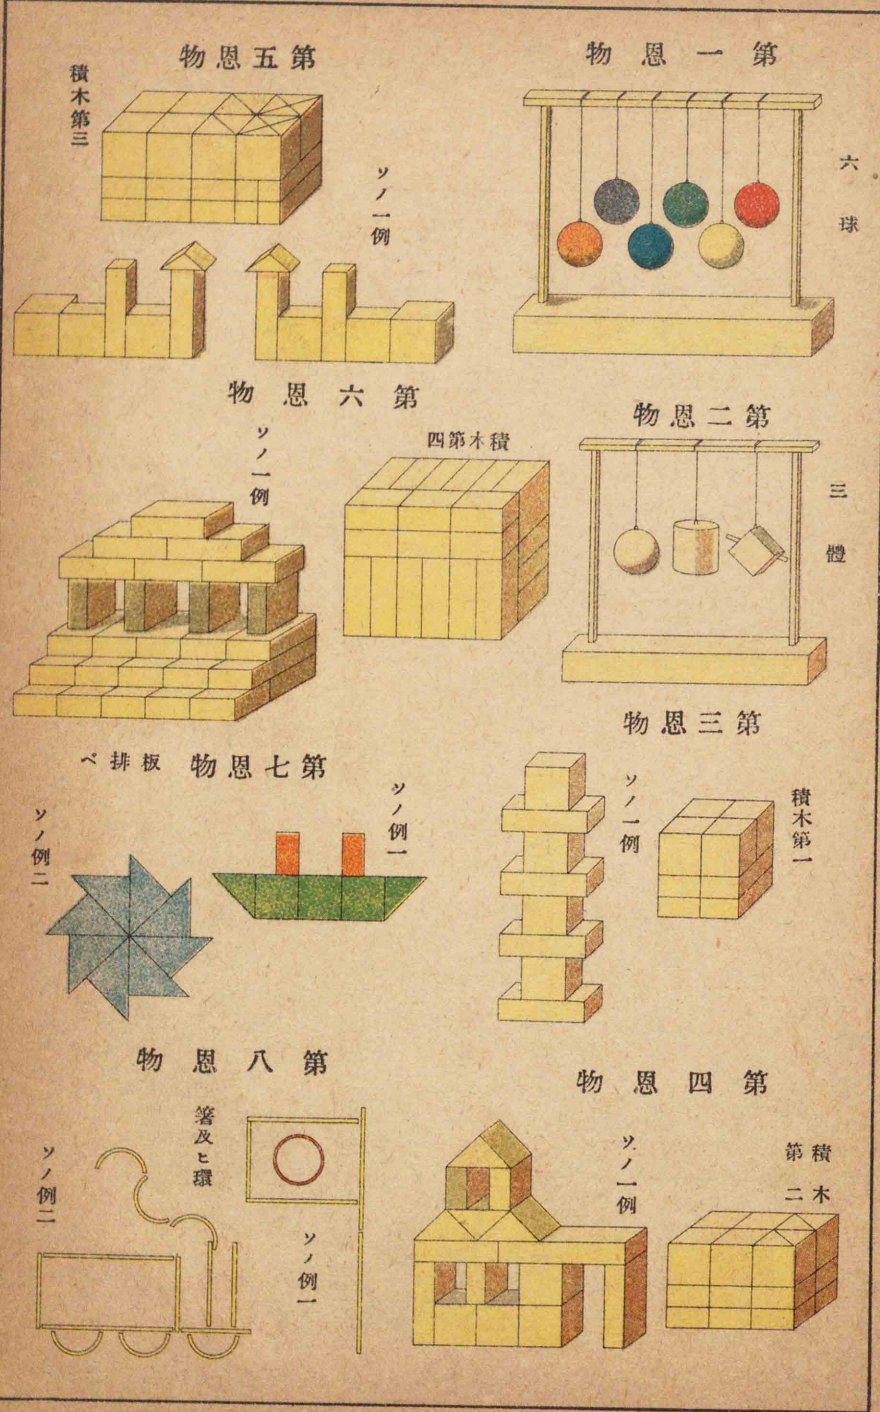 第一恩物
六球
第二恩物
三體
第三恩物
積木第一
ソノ一例
第四恩物
積木
第二
ソノ一例
第五恩物
積木第三
ソノ一例
第六恩物
積木第四
ソノ一例
第七恩物
板排べ
ソノ例一
ソノ例二
第八恩物
箸及ヒ環
ソノ例一
ソノ例二